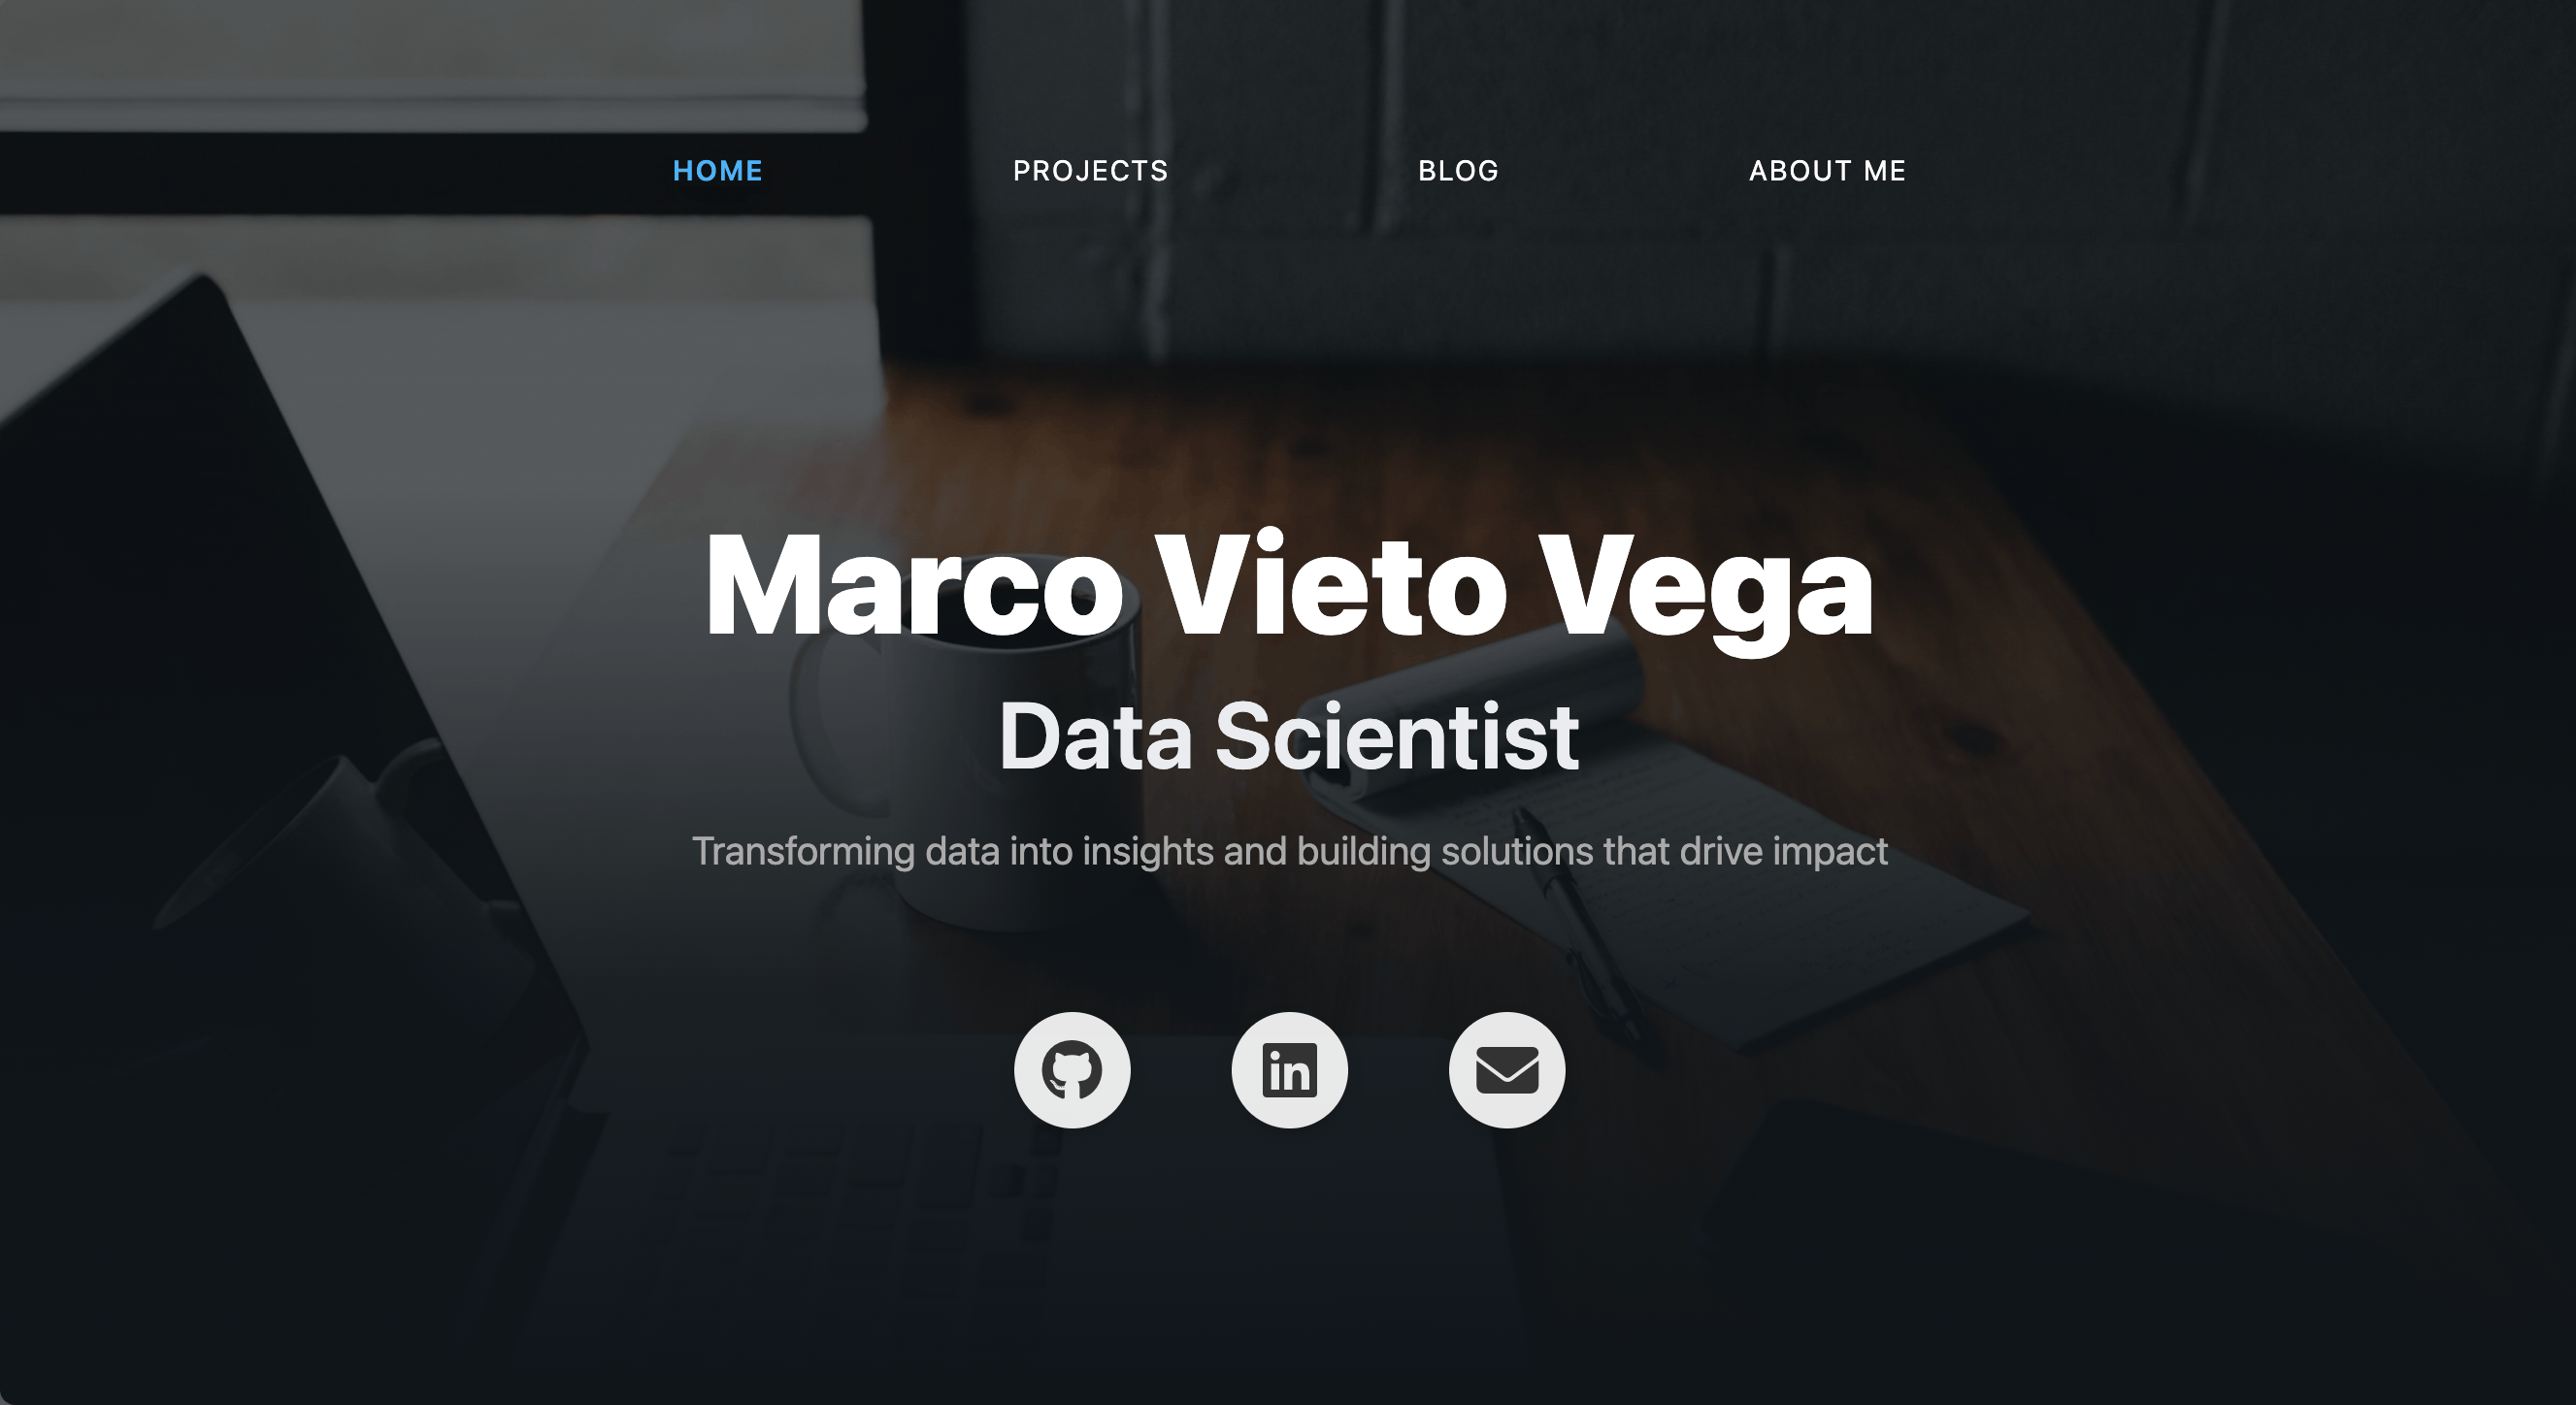 HOME PROJECTS BLOG ABOUT ME
Marco Vieto Vega
Data Scientist
Transforming data into insights and building solutions that drive impact
in